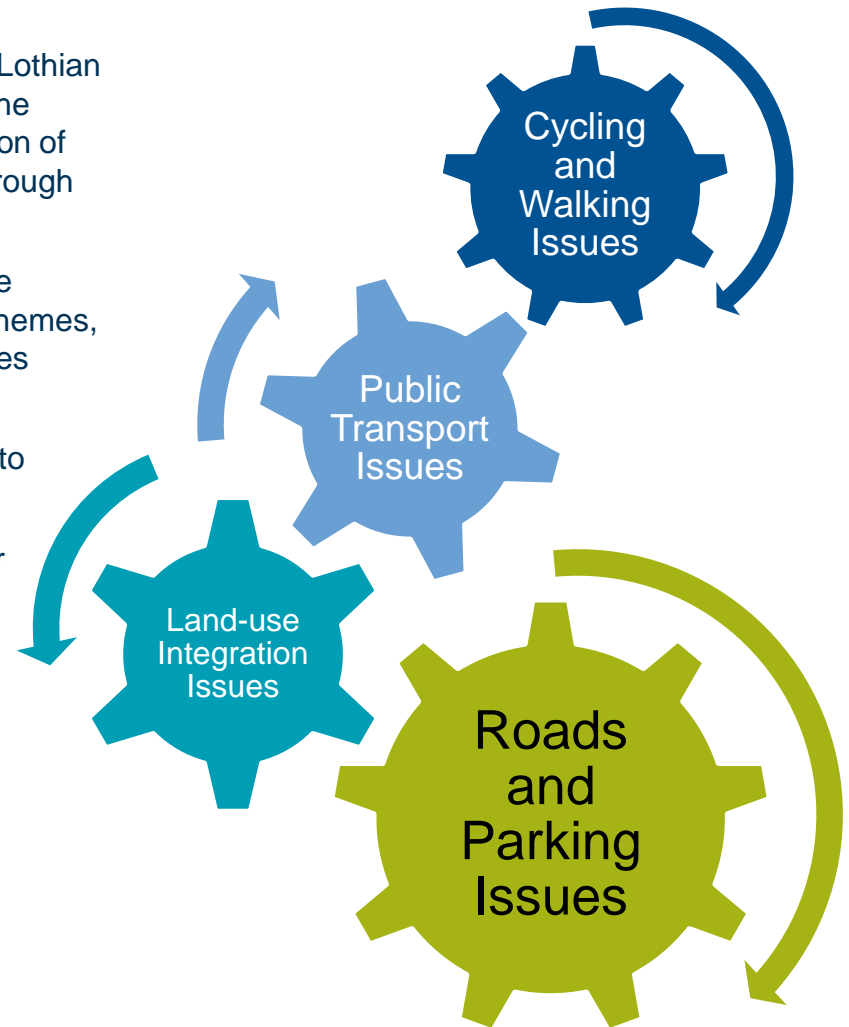 Lothian
on of
rough
hemes,
es
to
Cycling
and
Walking
Issues
Public
Transport
Issues
Land-use
Integration
Issues
Roads
and
Parking
Issues